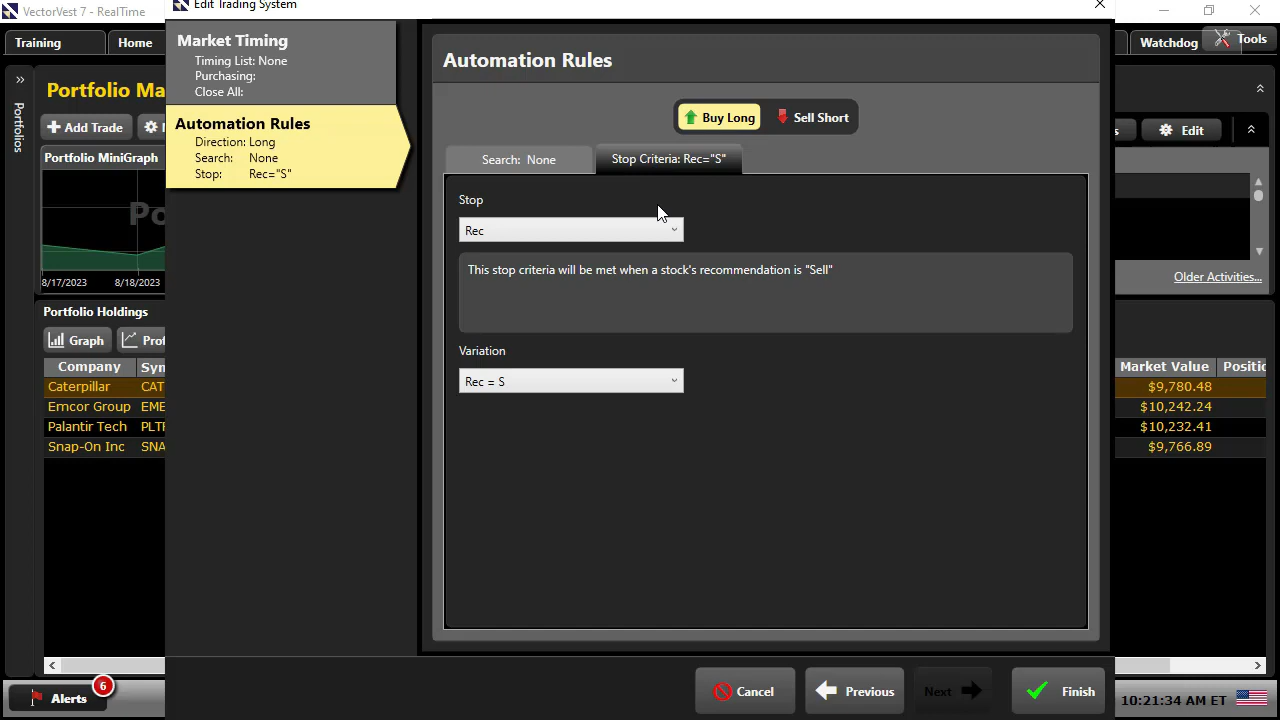 VectorVest 7 - RealTime
Edit Trading System
Training
Home
Watchdog
Tools
Portfolios
Portfolio Ma
Add Trade
Edit
Portfolio MiniGraph
8/17/2023
8/18/2023
Older Activities...
Portfolio Holdings
Graph
Prof
Company Sym
Market Value Positio
Caterpillar CAT
$9,780.48
Emcor Group EME
$10,242.24
Palantir Tech PLTR
$10,232.41
Snap-On Inc SNA
$9,766.89
Market Timing
Timing List: None
Purchasing:
Close All:
Automation Rules
Direction: Long
Search: None
Stop: Rec="S"
Automation Rules
Buy Long
Sell Short
Search: None
Stop Criteria: Rec="S"
Stop
Rec
This stop criteria will be met when a stock's recommendation is "Sell"
Variation
Rec = S
Cancel
Previous
Next
Finish
Alerts
6
10:21:34 AM ET